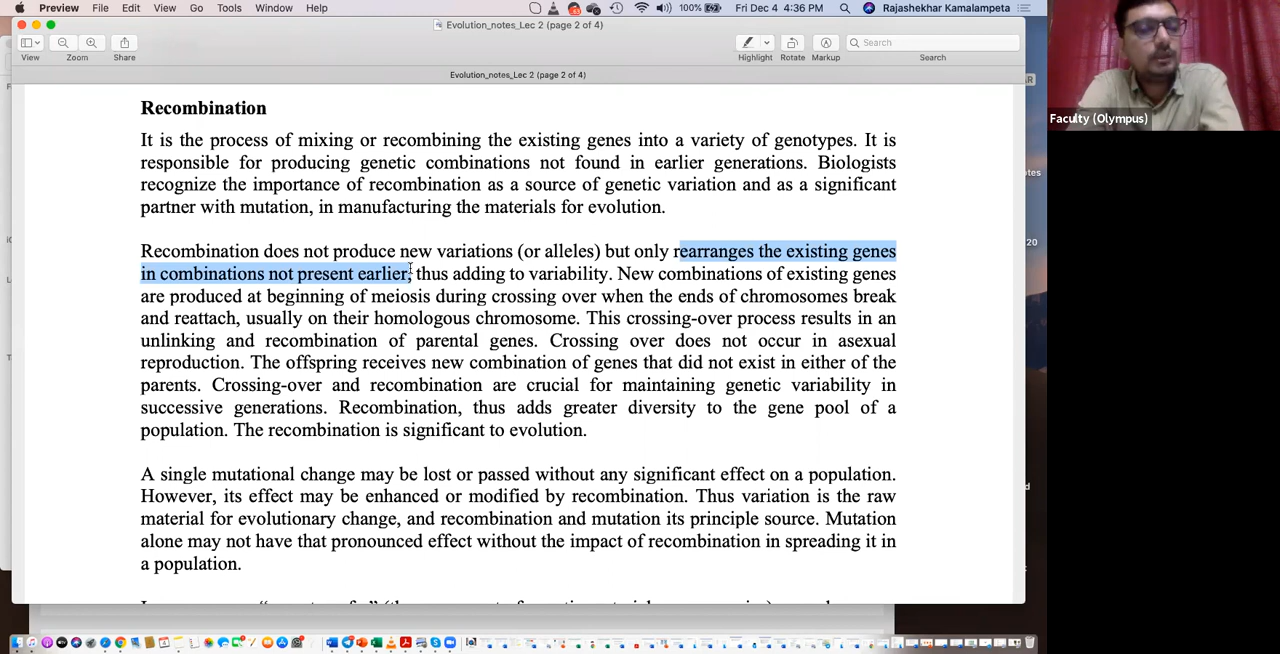 Preview File Edit View Go Tools Window Help 100% Fri Dec 4 4:36 PM Rajashekhar Kamalampeta
Evolution_notes_Lec 2 (page 2 of 4)
Search
View Zoom Share Highlight Rotate Markup Search
Evolution_notes_Lec 2 (page 2 of 4)
Faculty (Olympus)
Recombination
It is the process of mixing or recombining the existing genes into a variety of genotypes. It is
responsible for producing genetic combinations not found in earlier generations. Biologists
recognize the importance of recombination as a source of genetic variation and as a significant
partner with mutation, in manufacturing the materials for evolution.
Recombination does not produce new variations (or alleles) but only rearranges the existing genes
in combinations not present earlier, thus adding to variability. New combinations of existing genes
are produced at beginning of meiosis during crossing over when the ends of chromosomes break
and reattach, usually on their homologous chromosome. This crossing-over process results in an
unlinking and recombination of parental genes. Crossing over does not occur in asexual
reproduction. The offspring receives new combination of genes that did not exist in either of the
parents. Crossing-over and recombination are crucial for maintaining genetic variability in
successive generations. Recombination, thus adds greater diversity to the gene pool of a
population. The recombination is significant to evolution.
A single mutational change may be lost or passed without any significant effect on a population.
However, its effect may be enhanced or modified by recombination. Thus variation is the raw
material for evolutionary change, and recombination and mutation its principle source. Mutation
alone may not have that pronounced effect without the impact of recombination in spreading it in
a population.